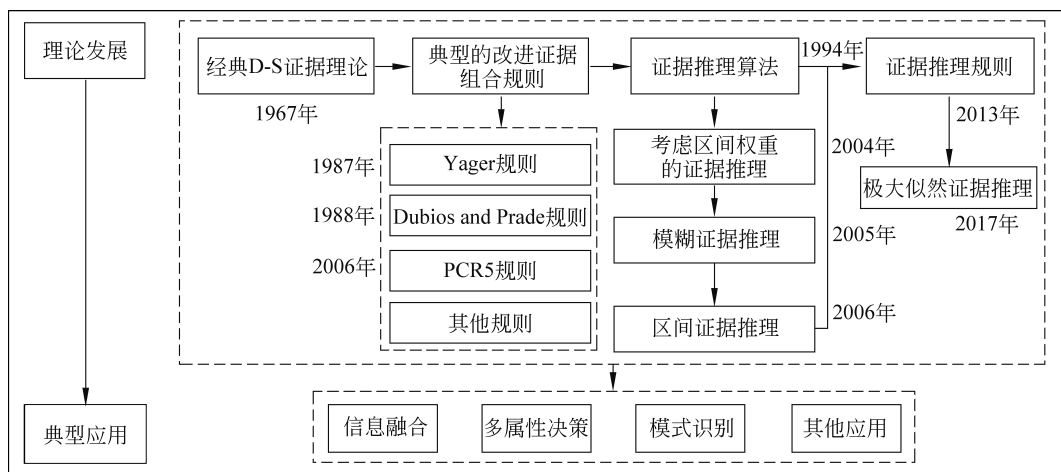 理论发展
经典D-S证据理论
1967年
典型的改进证据
组合规则
证据推理算法
1994年
证据推理规则
2013年
1987年
Yager规则
1988年
Dubios and Prade规则
2006年
PCR5规则
其他规则
考虑区间权重
的证据推理
2004年
模糊证据推理
2005年
区间证据推理
2006年
极大似然证据推理
2017年
典型应用
信息融合
多属性决策
模式识别
其他应用